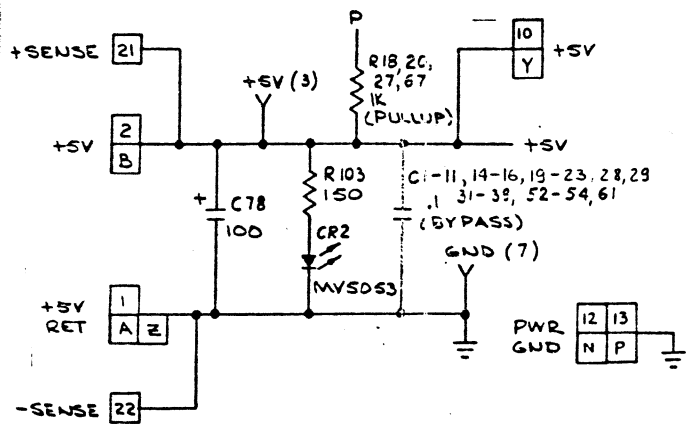 +SENSE 21
P
10
Y
+5V
R18, 20,
27, 67
1K
(PULLUP)
+5V (3)
+5V
2
B
+5V
R103
150
C1-11, 14-16, 19-23, 28, 29
31-39, 52-54, 61
.1
(BYPASS)
+ C78
100
CR2
MV5053
GND (7)
+5V
RET
1
A Z
PWR
GND
12 13
N P
-SENSE 22